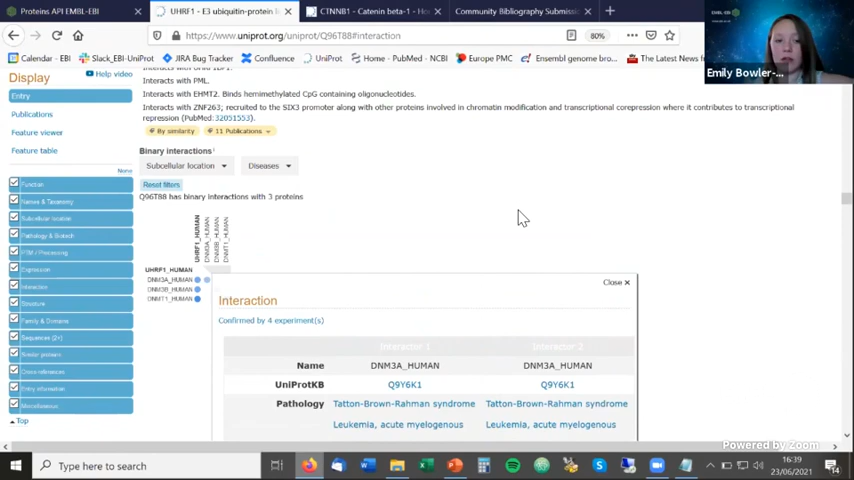 Proteins API EMBL-EBI
UHRF1 - E3 ubiquitin-protein l
CTNNB1 - Catenin beta-1 - Ho
Community Bibliography Submissi
https://www.uniprot.org/uniprot/Q96T88#interaction
80%
EMBL-EBI
Slack_EBI-UniProt
JIRA Bug Tracker
Confluence
UniProt
Home - PubMed - NCBI
Europe PMC
Ensembl genome bro...
The Latest News f
Emily Bowler-...
Display
Help video
Entry
Publications
Feature viewer
Feature table
None
Function
Names & Taxonomy
Subcellular location
Pathology & Biotech
PTM / Processing
Expression
Interaction
Structure
Family & Domains
Sequences (2+)
Similar proteins
Cross-references
Entry information
Miscellaneous
Top
Interacts with PML.
Interacts with EHMT2. Binds hemimethylated CpG containing oligonucleotides.
Interacts with ZNF263; recruited to the SIX3 promoter along with other proteins involved in chromatin modification and transcriptional corepression where it contributes to transcriptional
repression (PubMed: 32051553).
By similarity
11 Publications
Binary interactions
Subcellular location
Diseases
Reset filters
Q96T88 has binary interactions with 3 proteins
UHRF1_HUMAN
DNM3A_HUMAN
DNM3B_HUMAN
DNMT1_HUMAN
UHRF1_HUMAN
DNM3A_HUMAN
DNM3B_HUMAN
DNMT1_HUMAN
Close ×
Interaction
Confirmed by 4 experiment(s)
Interactor 1 Interactor 2
Name DNM3A_HUMAN DNM3A_HUMAN
UniProtKB Q9Y6K1 Q9Y6K1
Pathology Tatton-Brown-Rahman syndrome Tatton-Brown-Rahman syndrome
Leukemia, acute myelogenous Leukemia, acute myelogenous
Powered by Zoom
Type here to search
16:39
23/06/2021
14